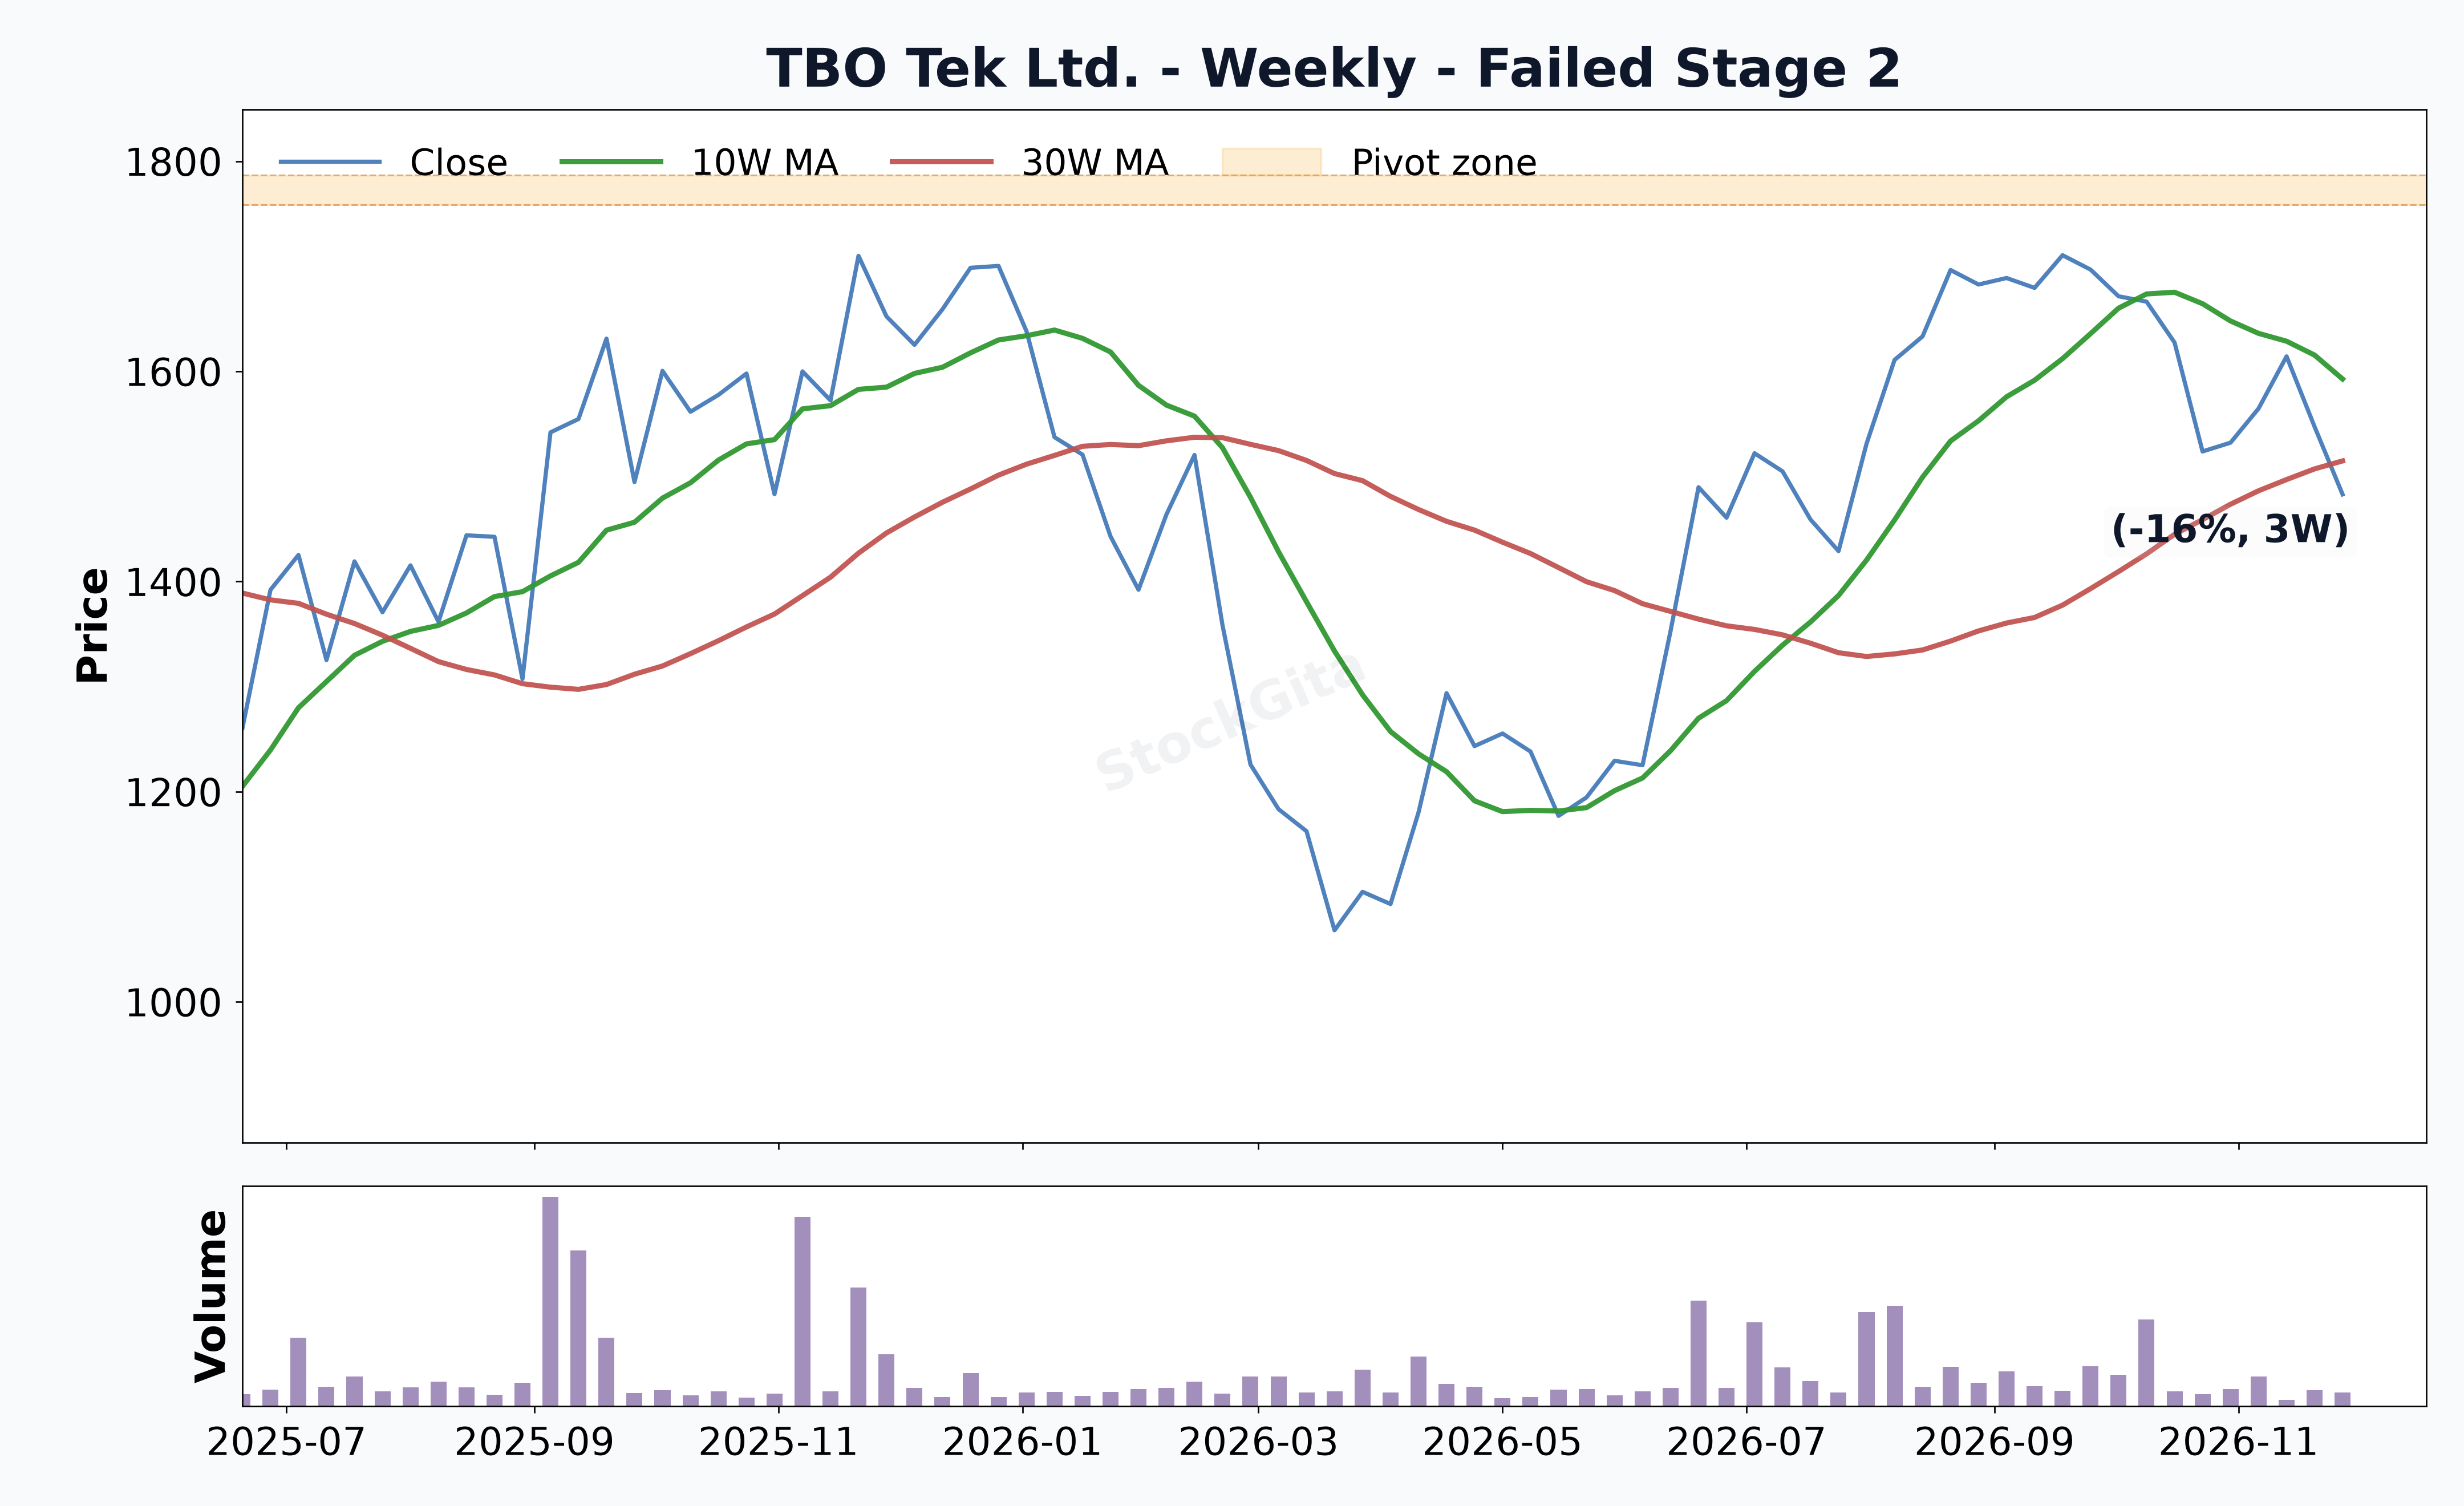 TBO Tek Ltd. - Weekly - Failed Stage 2
Close 10W MA 30W MA Pivot zone
1800
1600
1400
1200
1000
Price
(-16%, 3W)
StockGita
Volume
2025-07 2025-09 2025-11 2026-01 2026-03 2026-05 2026-07 2026-09 2026-11